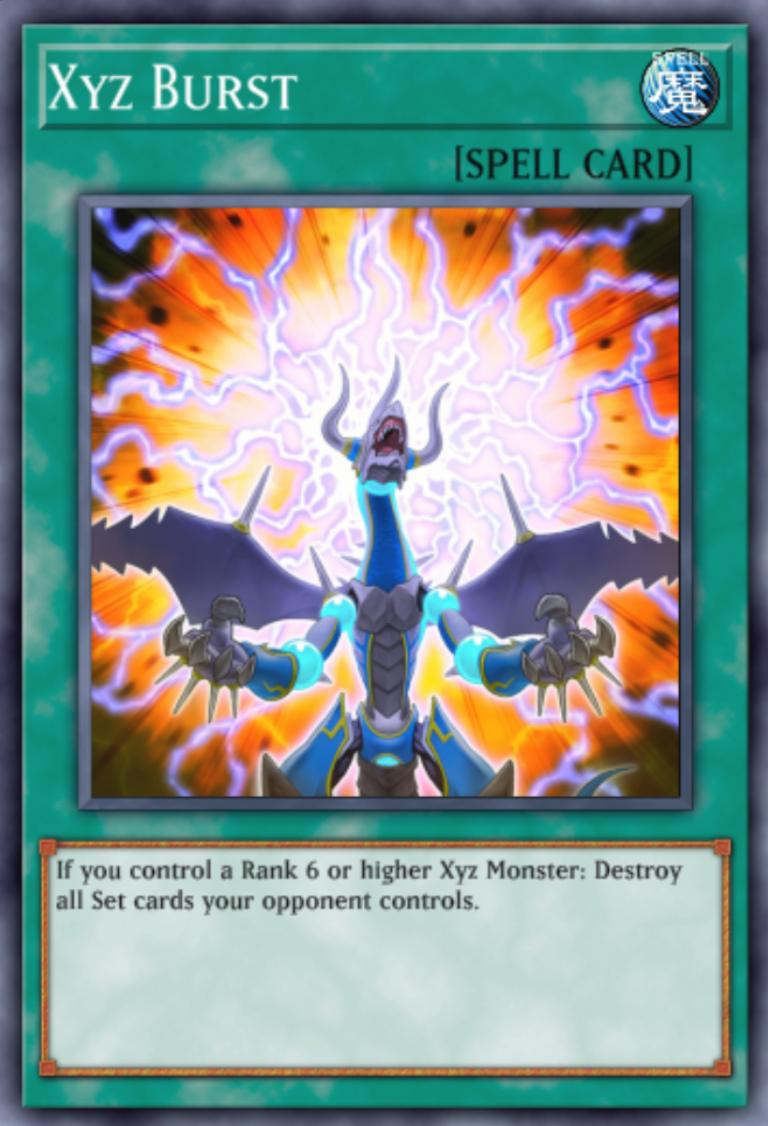 Xyz Burst
SPELL
魔
[SPELL CARD]
If you control a Rank 6 or higher Xyz Monster: Destroy
all Set cards your opponent controls.